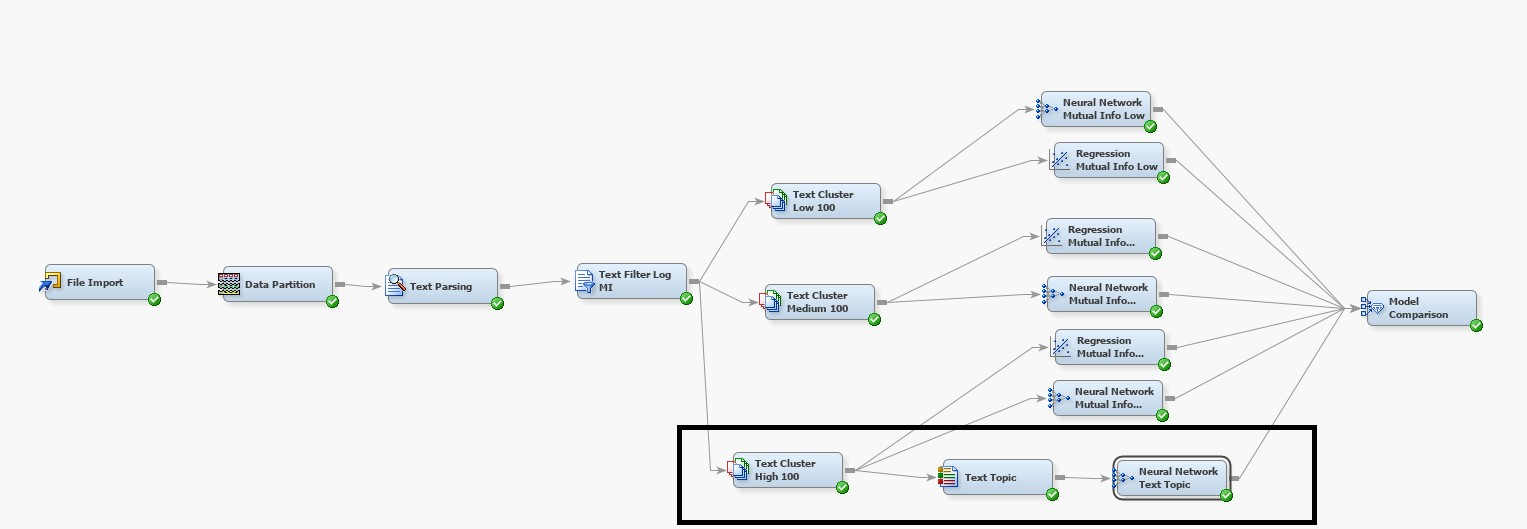 File Import
Data Partition
Text Parsing
Text Filter Log
MI
Text Cluster
Low 100
Text Cluster
Medium 100
Text Cluster
High 100
Text Topic
Neural Network
Mutual Info Low
Regression
Mutual Info Low
Regression
Mutual Info...
Neural Network
Mutual Info...
Regression
Mutual Info...
Neural Network
Mutual Info...
Neural Network
Text Topic
Model
Comparison